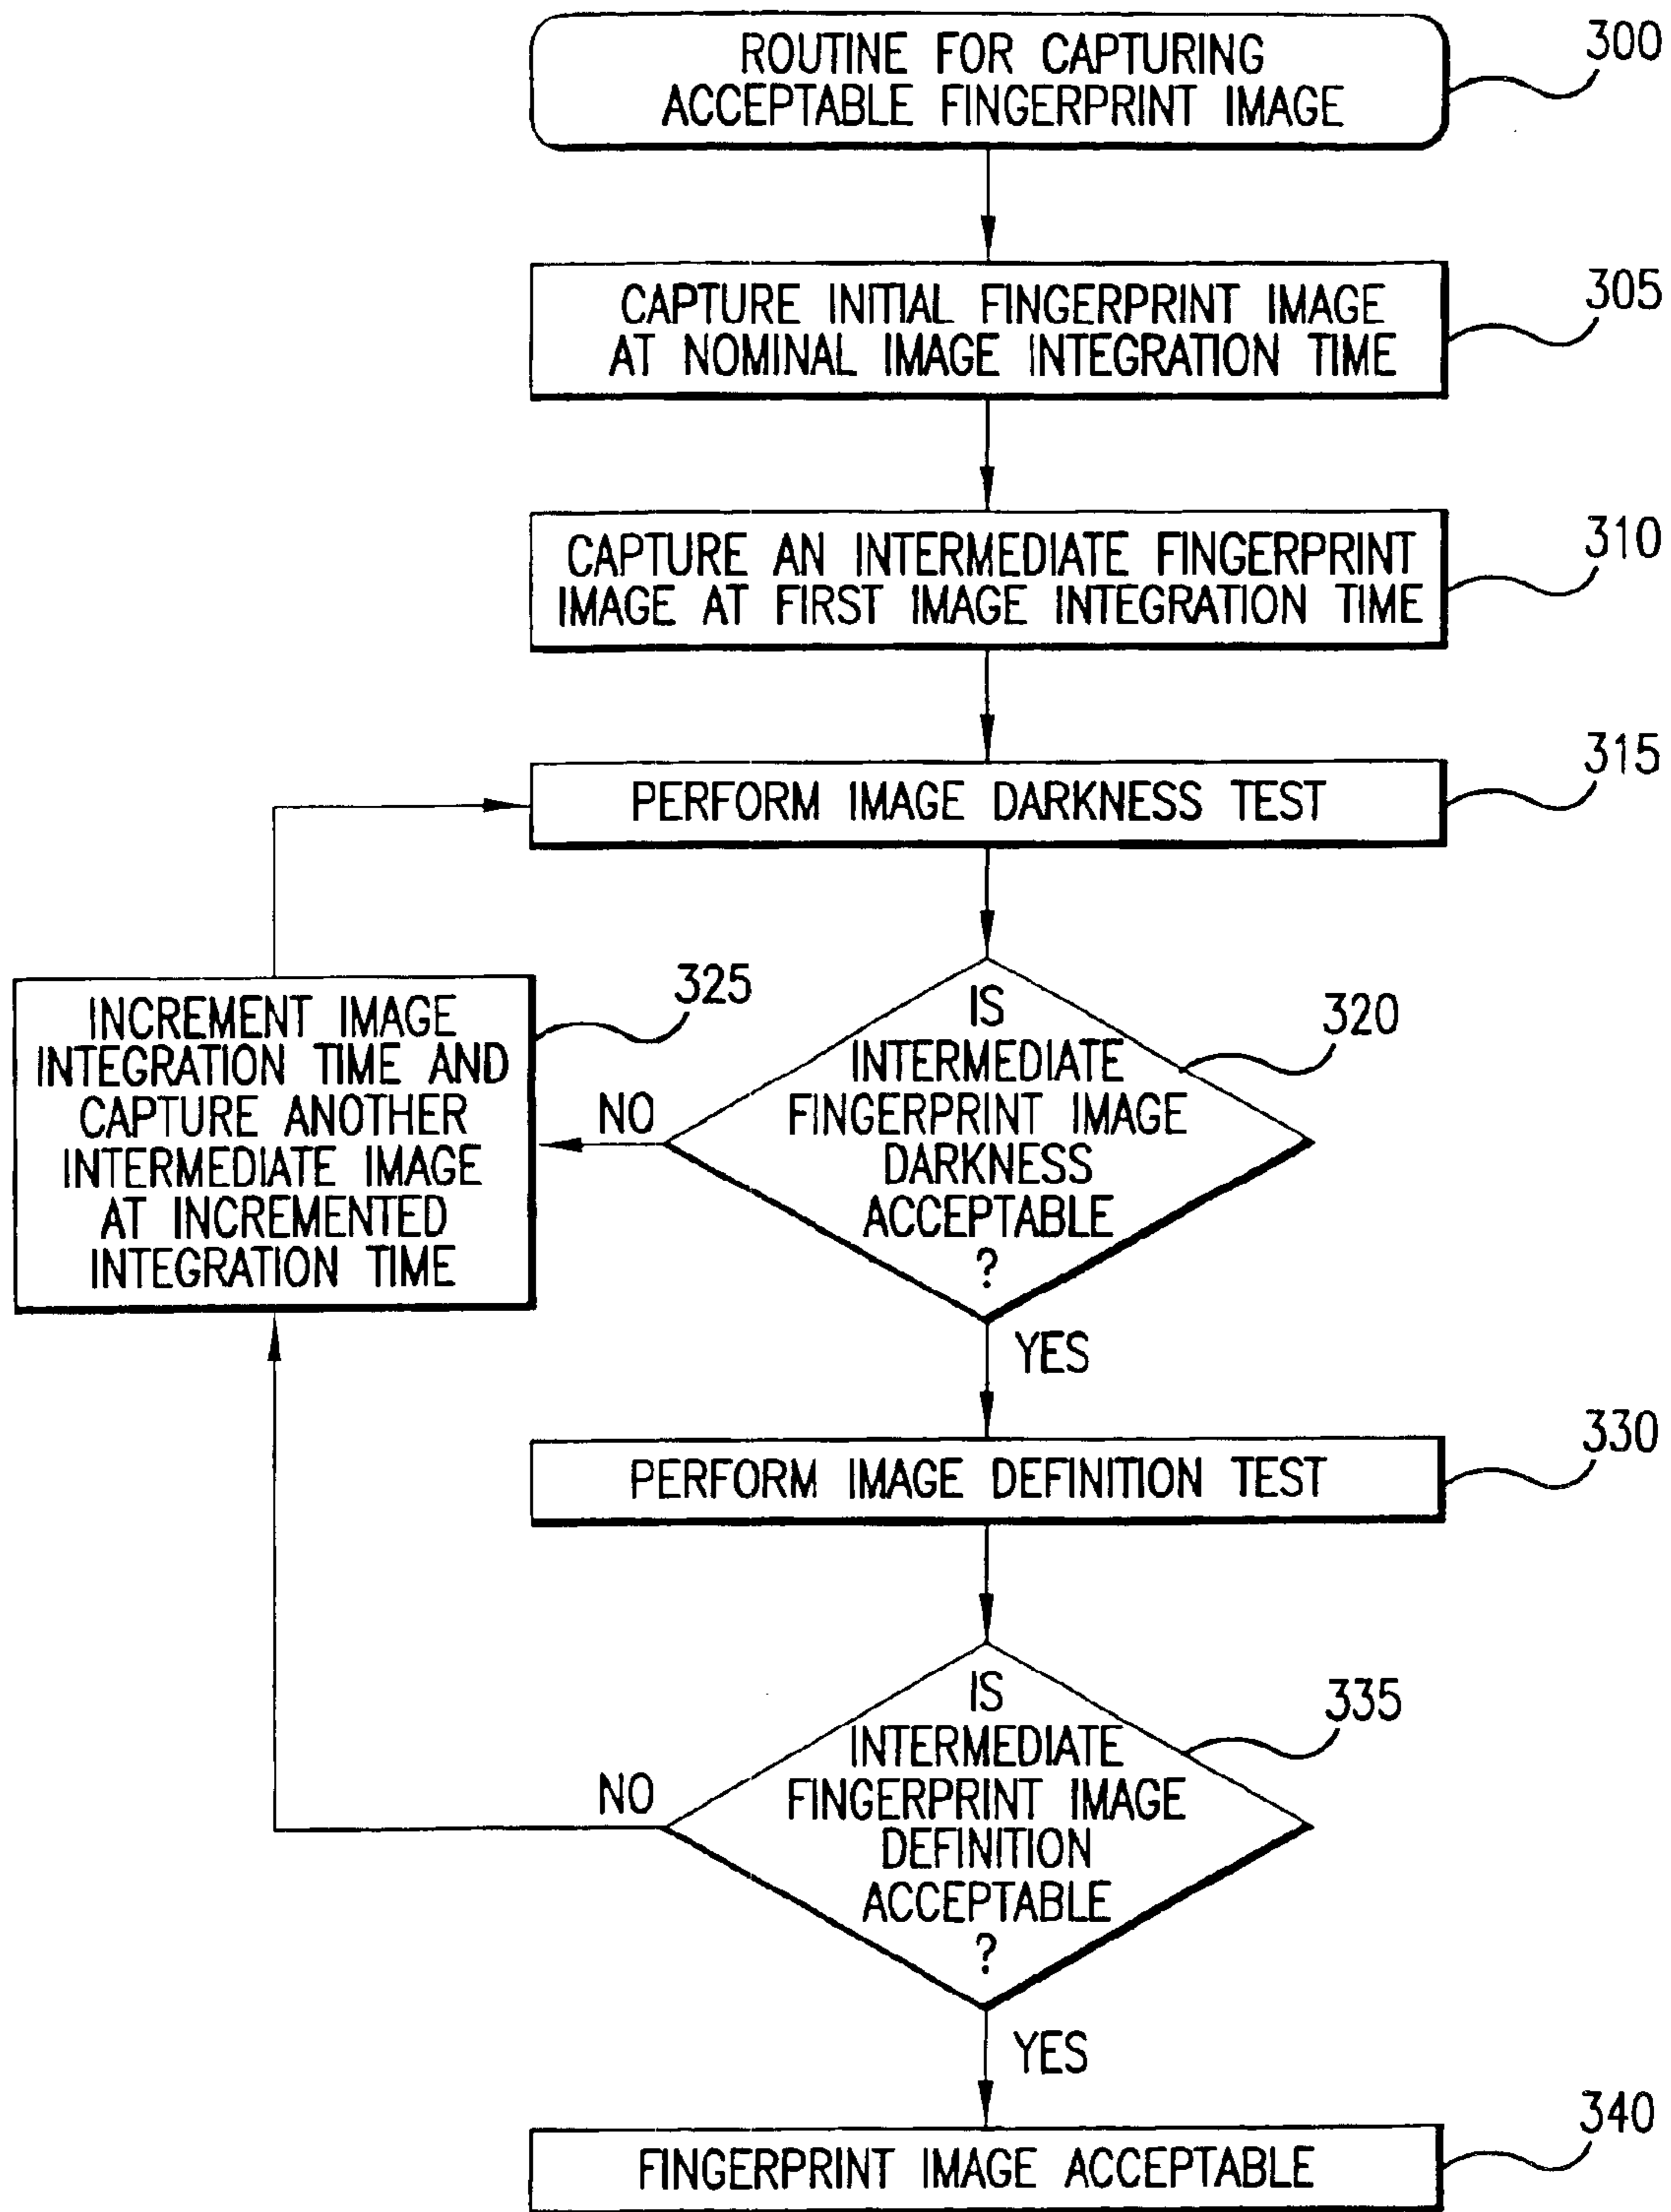 ROUTINE FOR CAPTURING
ACCEPTABLE FINGERPRINT IMAGE
300
CAPTURE INITIAL FINGERPRINT IMAGE
AT NOMINAL IMAGE INTEGRATION TIME
305
CAPTURE AN INTERMEDIATE FINGERPRINT
IMAGE AT FIRST IMAGE INTEGRATION TIME
310
PERFORM IMAGE DARKNESS TEST
315
IS
INTERMEDIATE
FINGERPRINT IMAGE
DARKNESS
ACCEPTABLE
?
320
NO
INCREMENT IMAGE
INTEGRATION TIME AND
CAPTURE ANOTHER
INTERMEDIATE IMAGE
AT INCREMENTED
INTEGRATION TIME
325
YES
PERFORM IMAGE DEFINITION TEST
330
IS
INTERMEDIATE
FINGERPRINT IMAGE
DEFINITION
ACCEPTABLE
?
335
NO
YES
FINGERPRINT IMAGE ACCEPTABLE
340